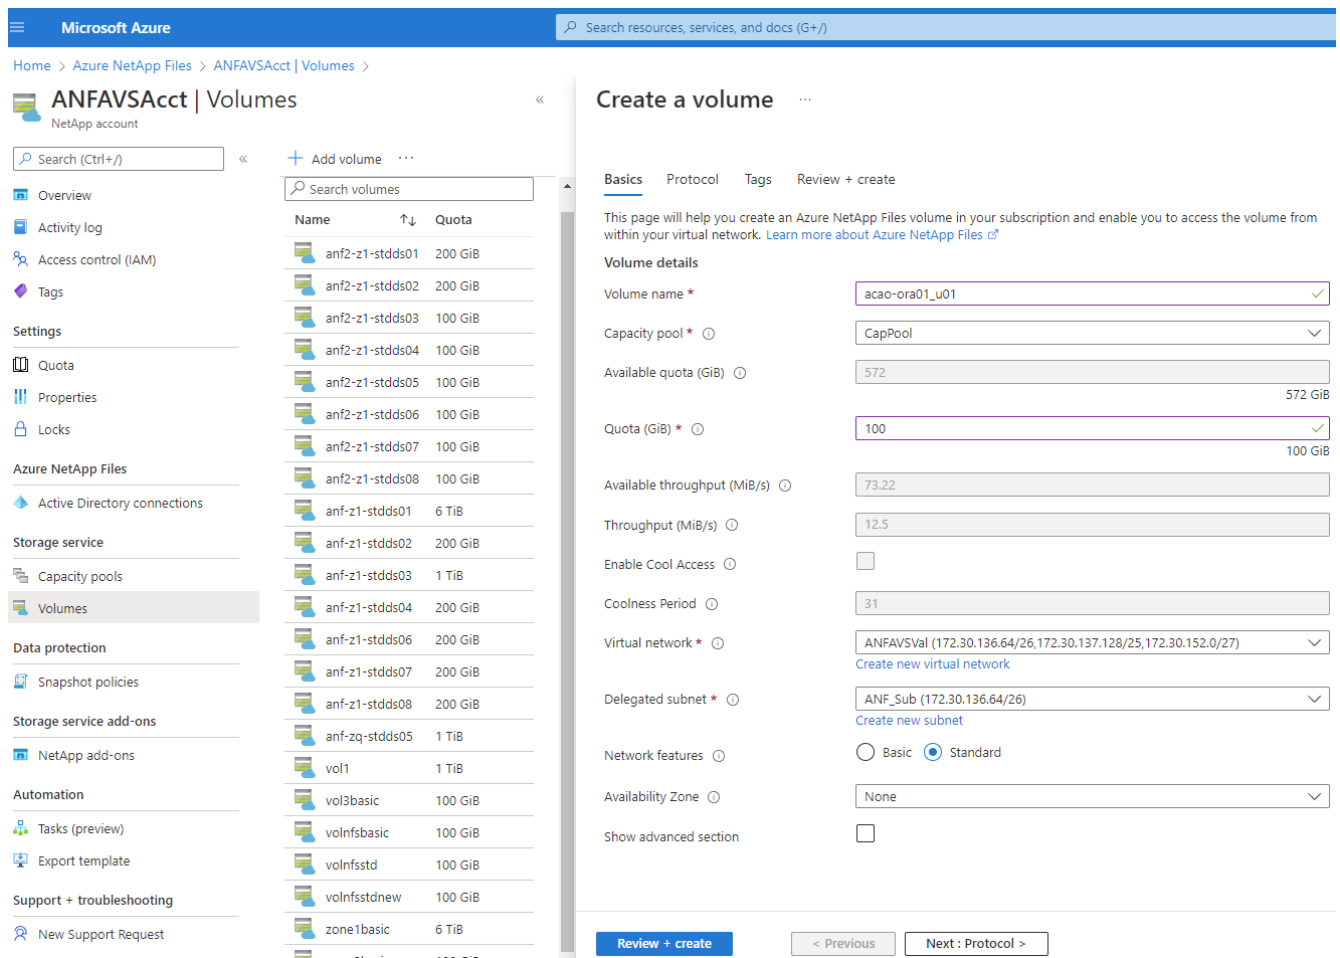 Microsoft Azure
Search resources, services, and docs (G+/)
Home > Azure NetApp Files > ANFAVSAcct | Volumes >
ANFAVSAcct | Volumes
NetApp account
Search (Ctrl+/)
Overview
Activity log
Access control (IAM)
Tags
Settings
Quota
Properties
Locks
Azure NetApp Files
Active Directory connections
Storage service
Capacity pools
Volumes
Data protection
Snapshot policies
Storage service add-ons
NetApp add-ons
Automation
Tasks (preview)
Export template
Support + troubleshooting
New Support Request
+ Add volume ...
Search volumes
Name Quota
anf2-z1-stdds01 200 GiB
anf2-z1-stdds02 200 GiB
anf2-z1-stdds03 100 GiB
anf2-z1-stdds04 100 GiB
anf2-z1-stdds05 100 GiB
anf2-z1-stdds06 100 GiB
anf2-z1-stdds07 100 GiB
anf2-z1-stdds08 100 GiB
anf-z1-stdds01 6 TiB
anf-z1-stdds02 200 GiB
anf-z1-stdds03 1 TiB
anf-z1-stdds04 200 GiB
anf-z1-stdds06 200 GiB
anf-z1-stdds07 200 GiB
anf-z1-stdds08 200 GiB
anf-zq-stdds05 1 TiB
vol1 1 TiB
vol3basic 100 GiB
volnfsbasic 100 GiB
volnfsstd 100 GiB
volnfsstdnew 100 GiB
zone1basic 6 TiB
Create a volume ...
Basics Protocol Tags Review + create
This page will help you create an Azure NetApp Files volume in your subscription and enable you to access the volume from
within your virtual network. Learn more about Azure NetApp Files
Volume details
Volume name * acao-ora01_u01
Capacity pool * CapPool
Available quota (GiB) 572
572 GiB
Quota (GiB) * 100
100 GiB
Available throughput (MiB/s) 73.22
Throughput (MiB/s) 12.5
Enable Cool Access
Coolness Period 31
Virtual network * ANFAVSVal (172.30.136.64/26,172.30.137.128/25,172.30.152.0/27)
Create new virtual network
Delegated subnet * ANF_Sub (172.30.136.64/26)
Create new subnet
Network features Basic Standard
Availability Zone None
Show advanced section
Review + create < Previous Next : Protocol >